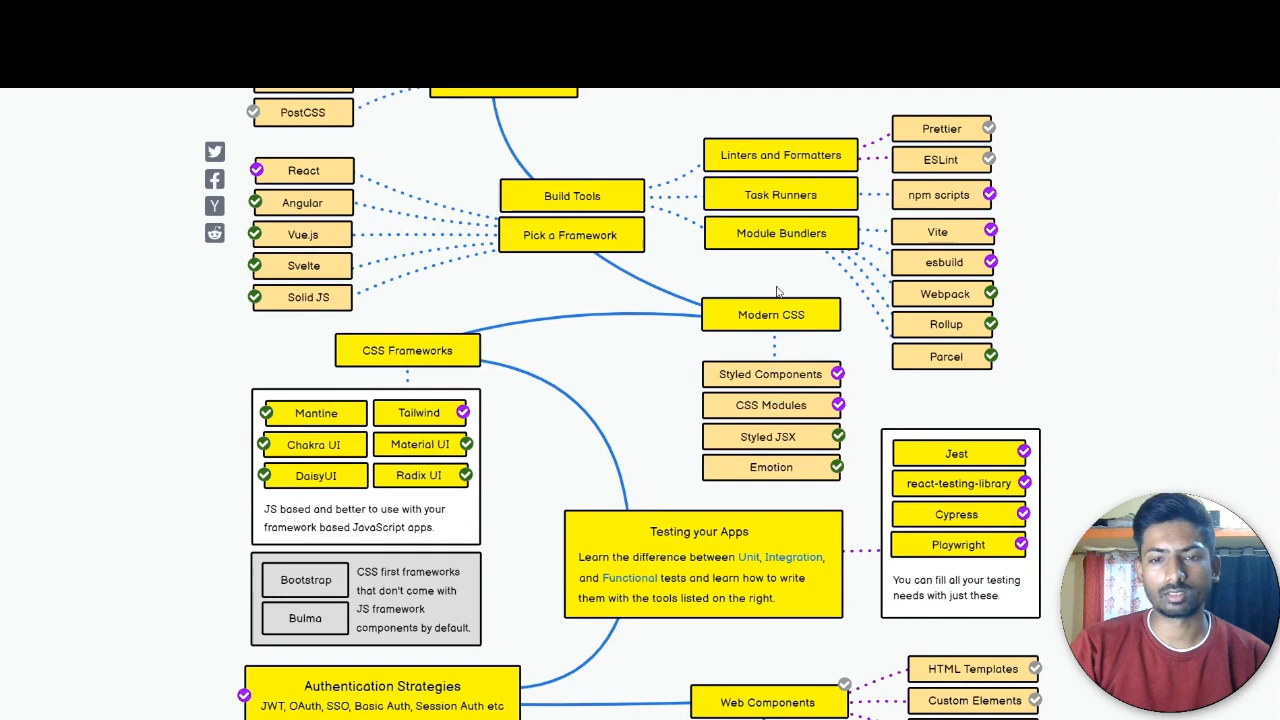 PostCSS
React
Angular
Vue.js
Svelte
Solid JS
Build Tools
Pick a Framework
Linters and Formatters
Task Runners
Module Bundlers
Prettier
ESLint
npm scripts
Vite
esbuild
Webpack
Rollup
Parcel
Modern CSS
Styled Components
CSS Modules
Styled JSX
Emotion
CSS Frameworks
Mantine
Tailwind
Chakra UI
Material UI
DaisyUI
Radix UI
JS based and better to use with your
framework based JavaScript apps.
Bootstrap
Bulma
CSS first frameworks
that don't come with
JS framework
components by default.
Testing your Apps
Learn the difference between Unit, Integration,
and Functional tests and learn how to write
them with the tools listed on the right.
Jest
react-testing-library
Cypress
Playwright
You can fill all your testing
needs with just these.
Authentication Strategies
JWT, OAuth, SSO, Basic Auth, Session Auth etc
Web Components
HTML Templates
Custom Elements